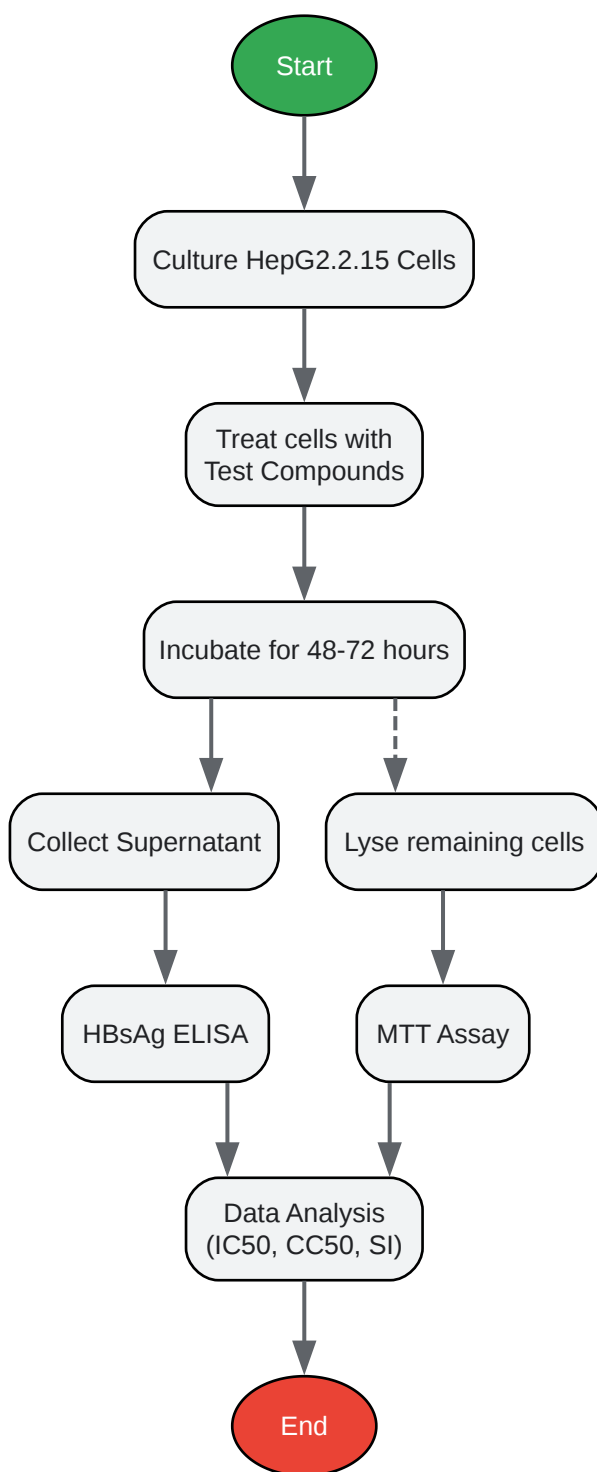 Start
Culture HepG2.2.15 Cells
Treat cells with
Test Compounds
Incubate for 48-72 hours
Collect Supernatant
Lyse remaining cells
HBsAg ELISA
MTT Assay
Data Analysis
(IC50, CC50, SI)
End